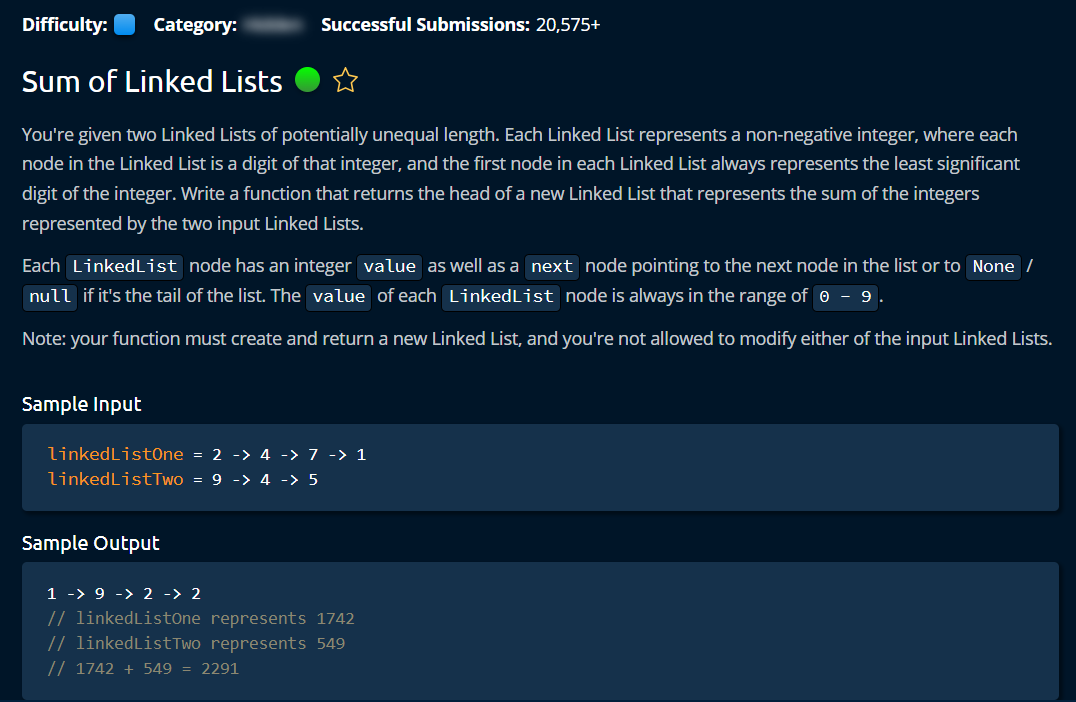 Difficulty: Category: Successful Submissions: 20,575+
Sum of Linked Lists
You're given two Linked Lists of potentially unequal length. Each Linked List represents a non-negative integer, where each
node in the Linked List is a digit of that integer, and the first node in each Linked List always represents the least significant
digit of the integer. Write a function that returns the head of a new Linked List that represents the sum of the integers
represented by the two input Linked Lists.
Each LinkedList node has an integer value as well as a next node pointing to the next node in the list or to None /
null if it's the tail of the list. The value of each LinkedList node is always in the range of 0 - 9.
Note: your function must create and return a new Linked List, and you're not allowed to modify either of the input Linked Lists.
Sample Input
linkedListOne = 2 -> 4 -> 7 -> 1
linkedListTwo = 9 -> 4 -> 5
Sample Output
1 -> 9 -> 2 -> 2
// linkedListOne represents 1742
// linkedListTwo represents 549
// 1742 + 549 = 2291